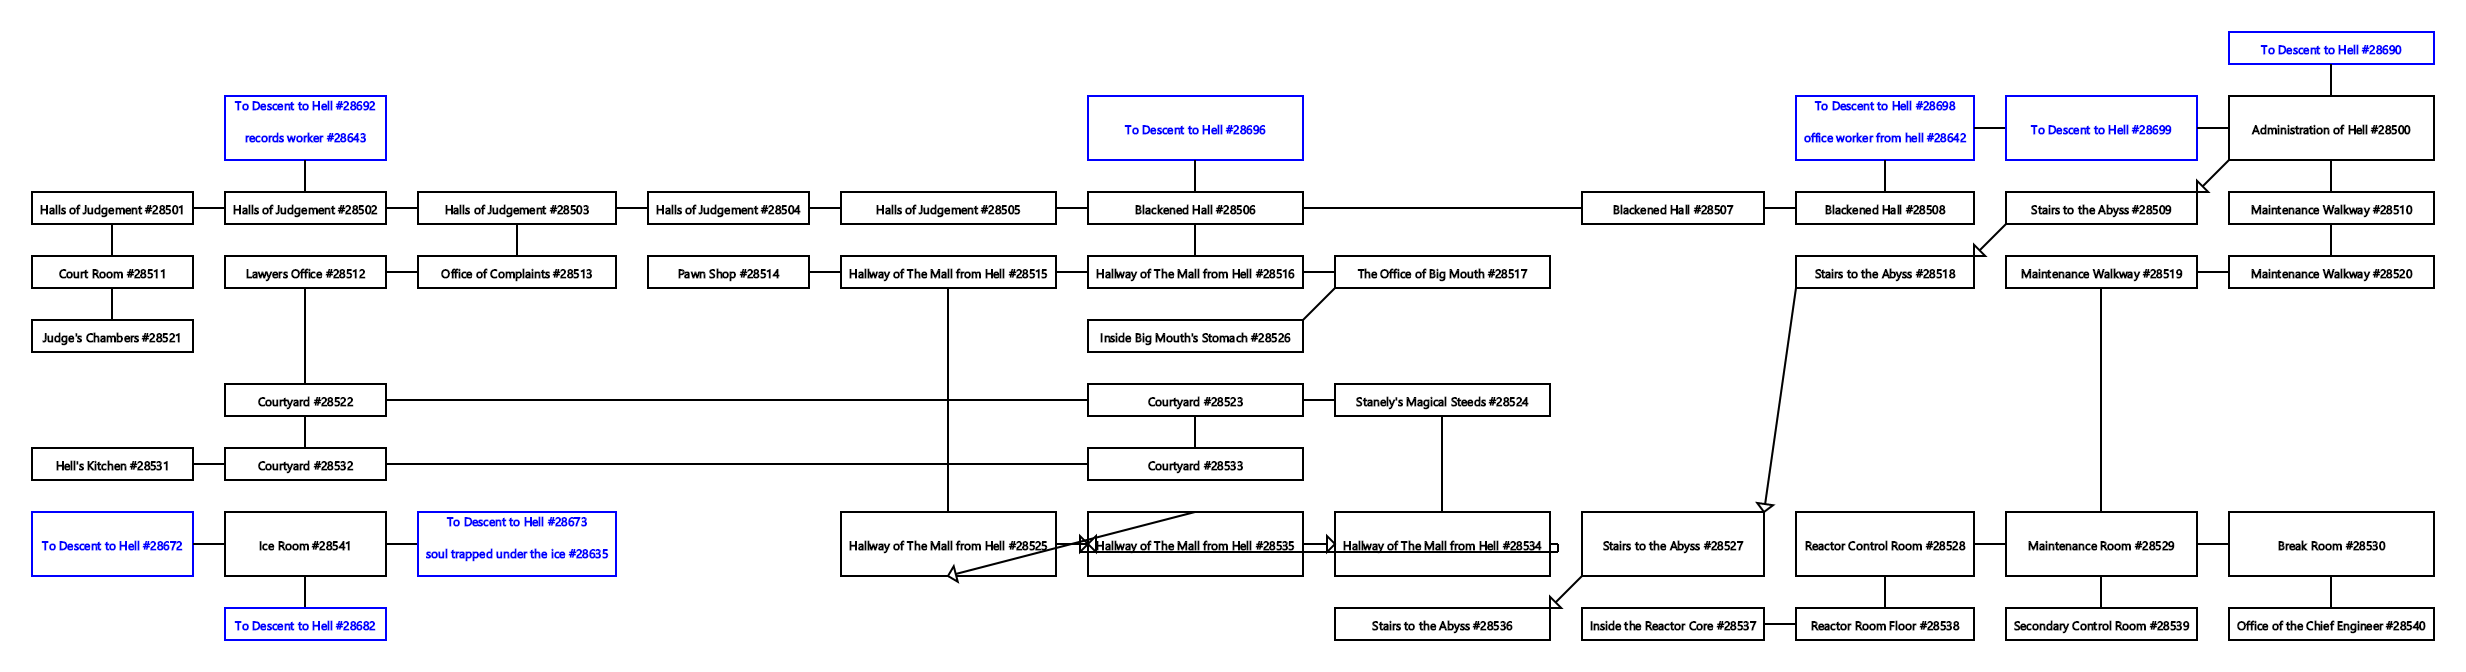 To Descent to Hell #28690
To Descent to Hell #28692
records worker #28643
To Descent to Hell #28696
To Descent to Hell #28698
office worker from hell #28642
To Descent to Hell #28699
Administration of Hell #28500
Halls of Judgement #28501
Halls of Judgement #28502
Halls of Judgement #28503
Halls of Judgement #28504
Halls of Judgement #28505
Blackened Hall #28506
Blackened Hall #28507
Blackened Hall #28508
Stairs to the Abyss #28509
Maintenance Walkway #28510
Court Room #28511
Lawyers Office #28512
Office of Complaints #28513
Pawn Shop #28514
Hallway of The Mall from Hell #28515
Hallway of The Mall from Hell #28516
The Office of Big Mouth #28517
Stairs to the Abyss #28518
Maintenance Walkway #28519
Maintenance Walkway #28520
Judge's Chambers #28521
Inside Big Mouth's Stomach #28526
Courtyard #28522
Courtyard #28523
Stanely's Magical Steeds #28524
Hell's Kitchen #28531
Courtyard #28532
Courtyard #28533
To Descent to Hell #28672
Ice Room #28541
To Descent to Hell #28673
soul trapped under the ice #28635
Hallway of The Mall from Hell #28525
Hallway of The Mall from Hell #28535
Hallway of The Mall from Hell #28534
Stairs to the Abyss #28527
Reactor Control Room #28528
Maintenance Room #28529
Break Room #28530
To Descent to Hell #28682
Stairs to the Abyss #28536
Inside the Reactor Core #28537
Reactor Room Floor #28538
Secondary Control Room #28539
Office of the Chief Engineer #28540